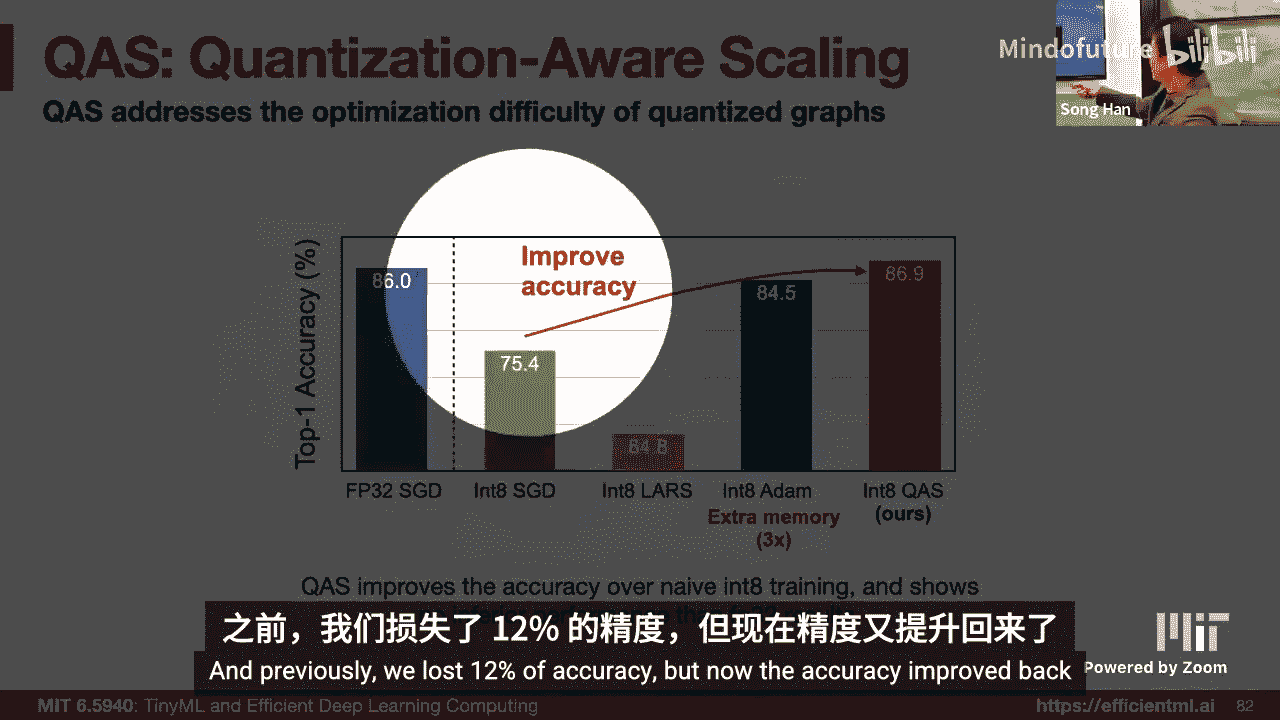 QAS: Quantization-Aware Scaling
QAS addresses the optimization difficulty of quantized graphs
Mindofuture bilibili
Song Han
Top-1 Accuracy (%)
Improve
accuracy
86.0
75.4
64.8
84.5
86.9
FP32 SGD
Int8 SGD
Int8 LARS
Int8 Adam
Int8 QAS
Extra memory
(3x)
(ours)
QAS improves the accuracy over naive int8 training, and shows
之前，我们损失了 12% 的精度，但现在精度又提升回来了
And previously, we lost 12% of accuracy, but now the accuracy improved back
MIT
Powered by Zoom
MIT 6.5940: TinyML and Efficient Deep Learning Computing
https://efficientml.ai
82